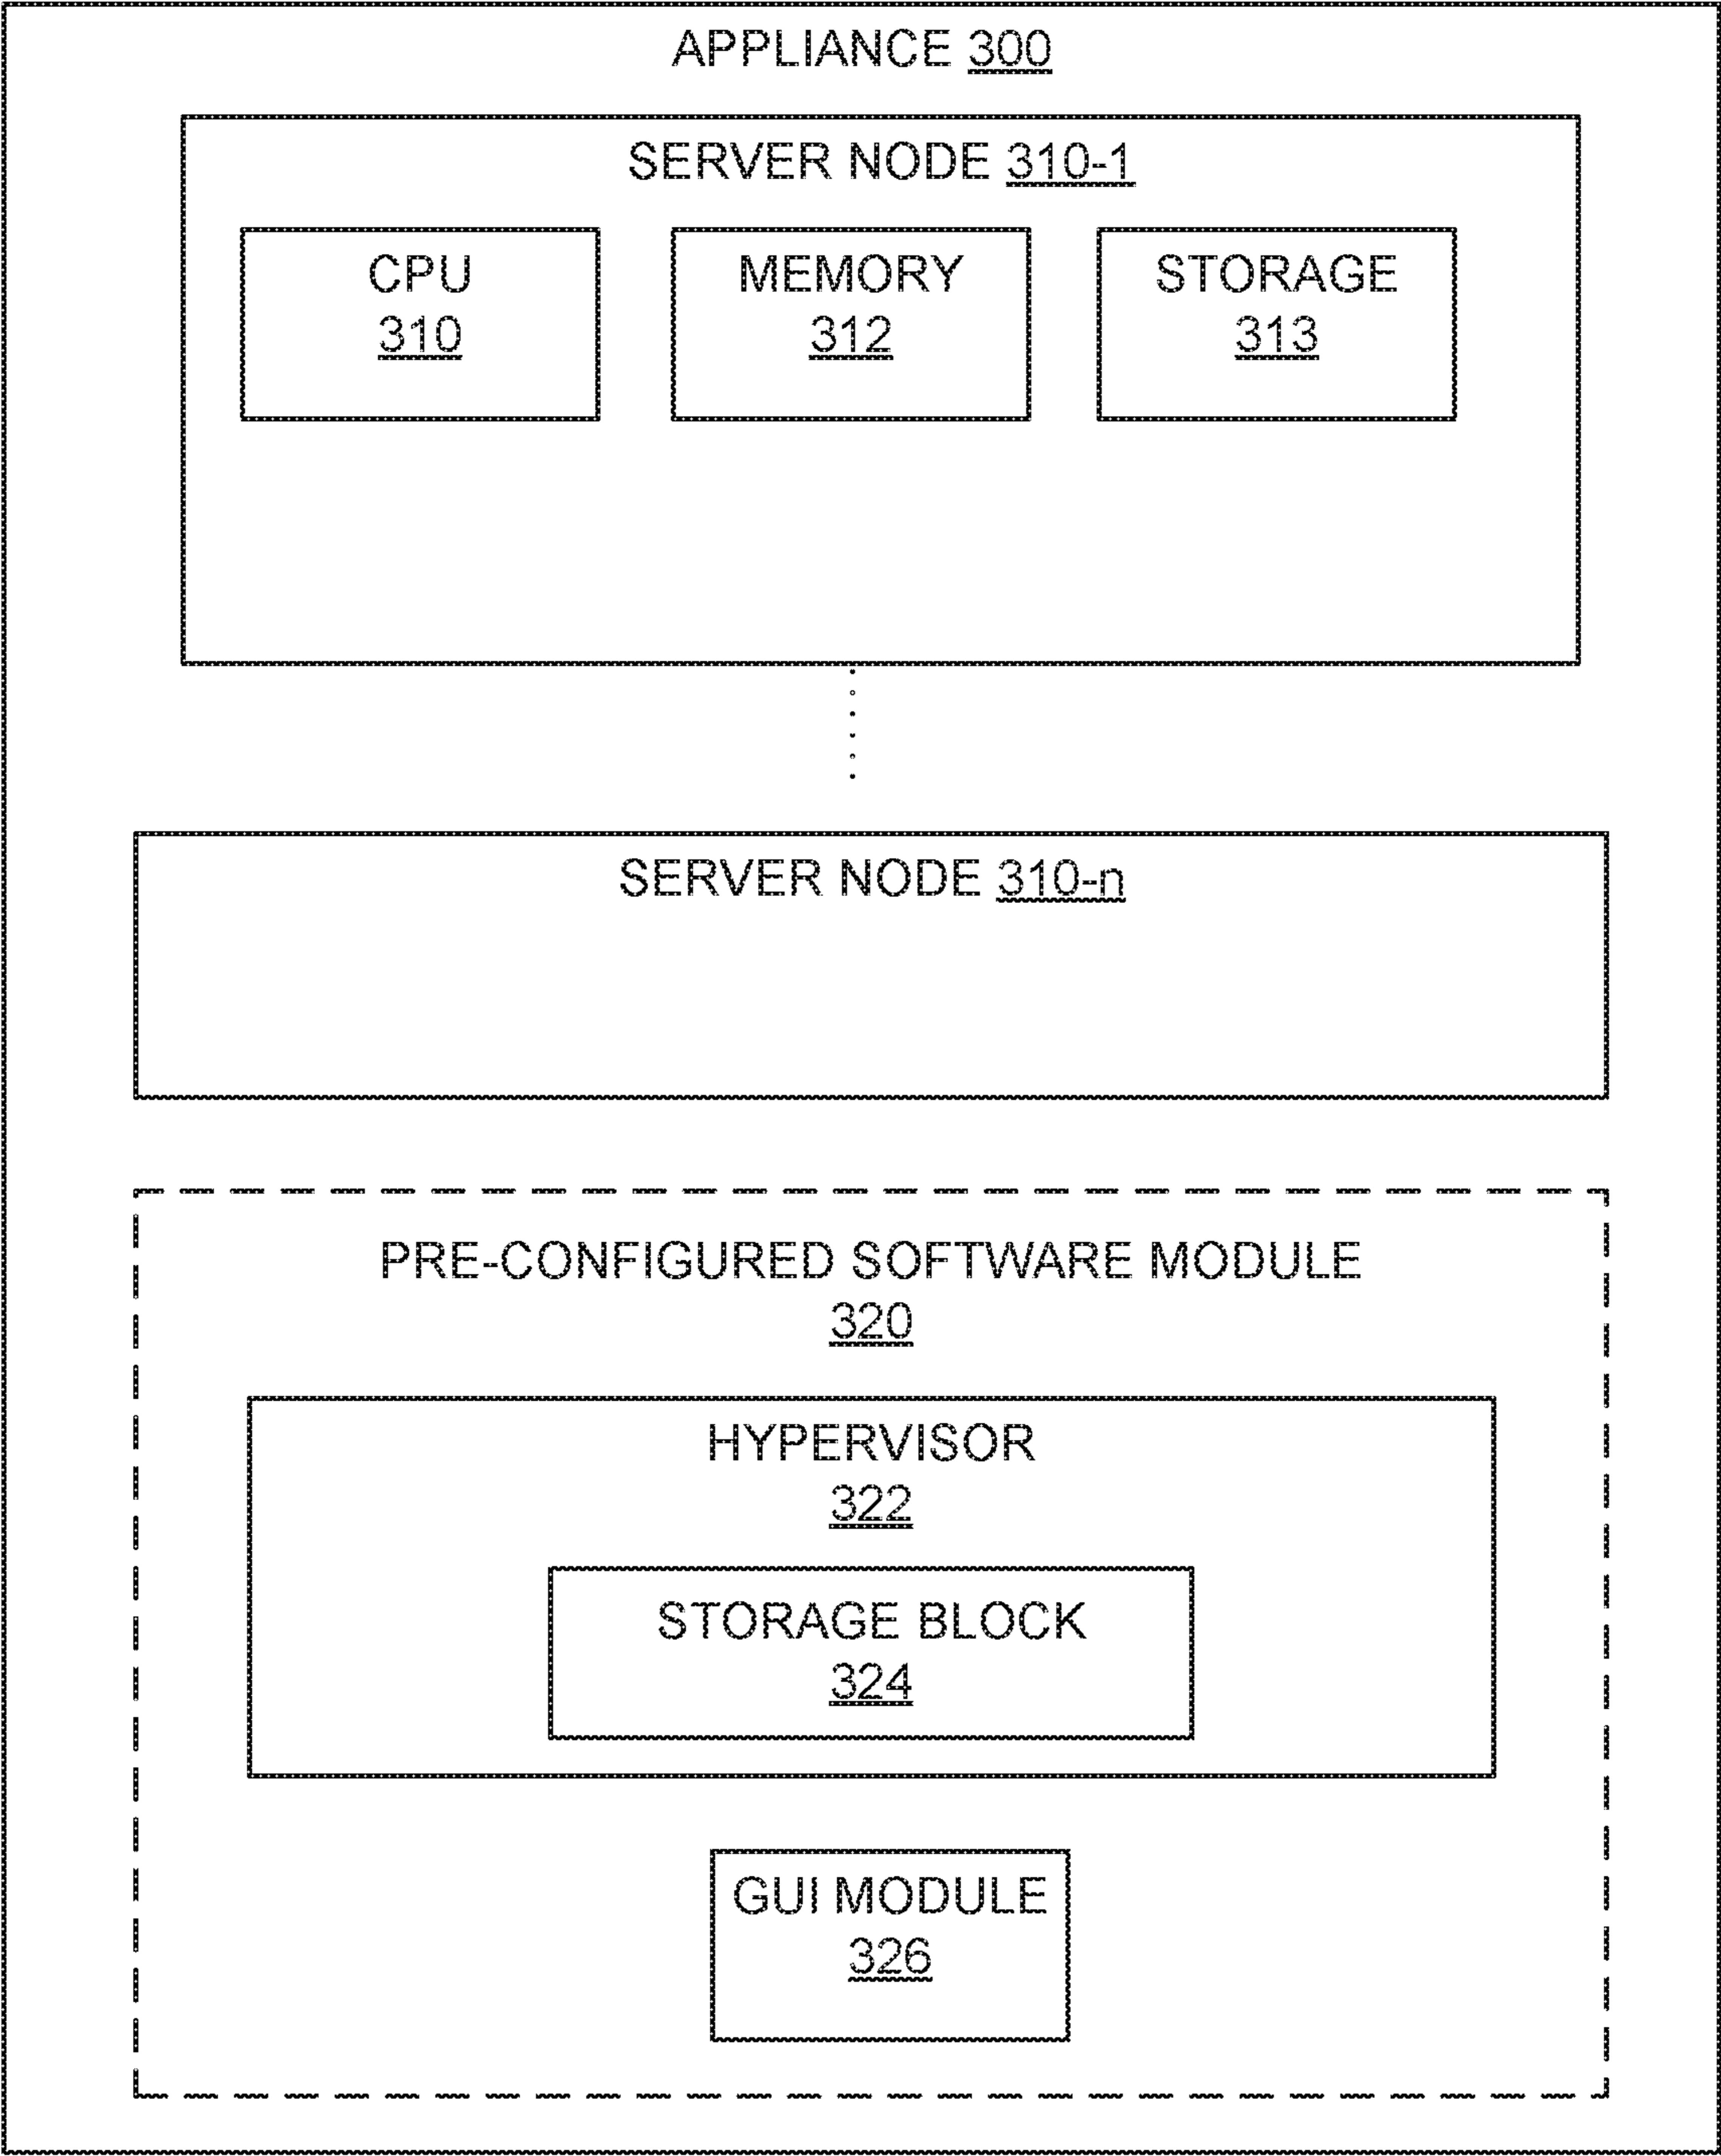 APPLIANCE 300
SERVER NODE 310-1
CPU
310
MEMORY
312
STORAGE
313
SERVER NODE 310-n
PRE-CONFIGURED SOFTWARE MODULE
320
HYPERVISOR
322
STORAGE BLOCK
324
GUI MODULE
326